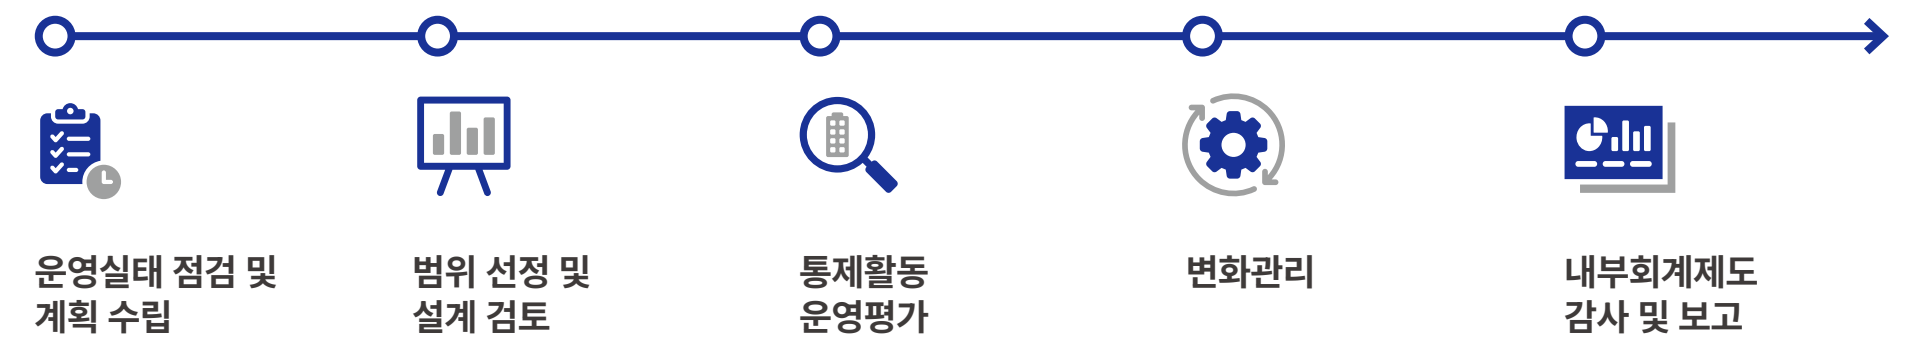 운영실태 점검 및
계획 수립
범위 선정 및
설계 검토
통제활동
운영평가
변화관리
내부회계제도
감사 및 보고